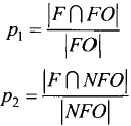 p₁ = |F ⋂ FO| / |FO|
p₂ = |F ⋂ NFO| / |NFO|